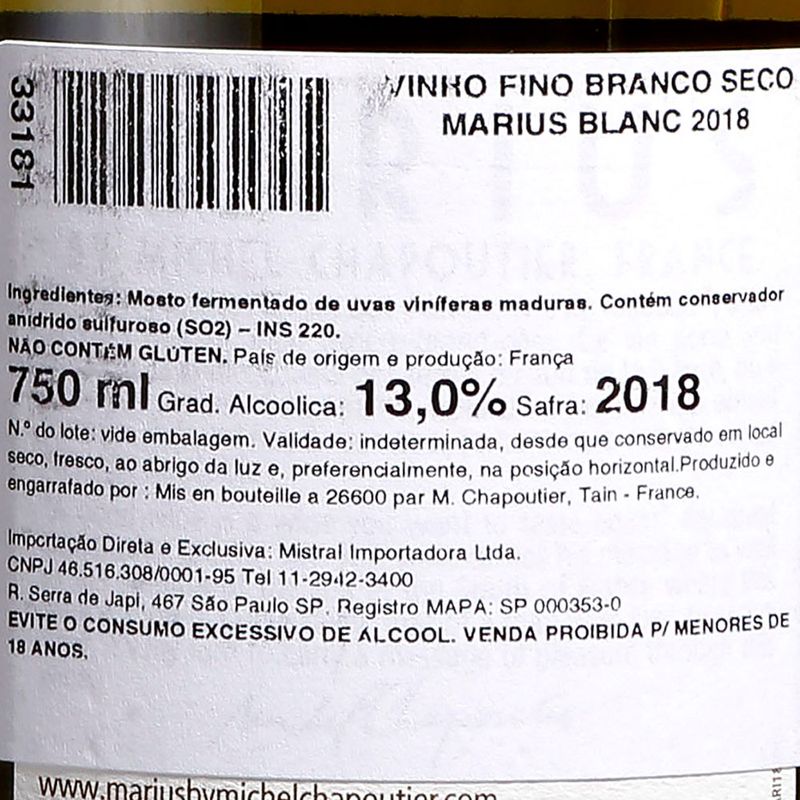 33181
VINHO FINO BRANCO SECO
MARIUS BLANC 2018
Ingredientes: Mosto fermentado de uvas viníferas maduras. Contém conservador
anidrido sulfuroso (SO2) – INS 220.
NÃO CONTÉM GLÚTEN. País de origem e produção: França
750 ml Grad. Alcoolica: 13,0% Safra: 2018
N.º do lote: vide embalagem. Validade: indeterminada, desde que conservado em local
seco, fresco, ao abrigo da luz e, preferencialmente, na posição horizontal.Produzido e
engarrafado por : Mis en bouteille a 26600 par M. Chapoutier, Tain - France.
Importação Direta e Exclusiva: Mistral Importadora Ltda.
CNPJ 46.516.308/0001-95 Tel 11-2942-3400
R. Serra de Japi, 467 São Paulo SP. Registro MAPA: SP 000353-0
EVITE O CONSUMO EXCESSIVO DE ÁLCOOL. VENDA PROIBIDA P/ MENORES DE
18 ANOS.
www.mariusbymichelchapoutier.com